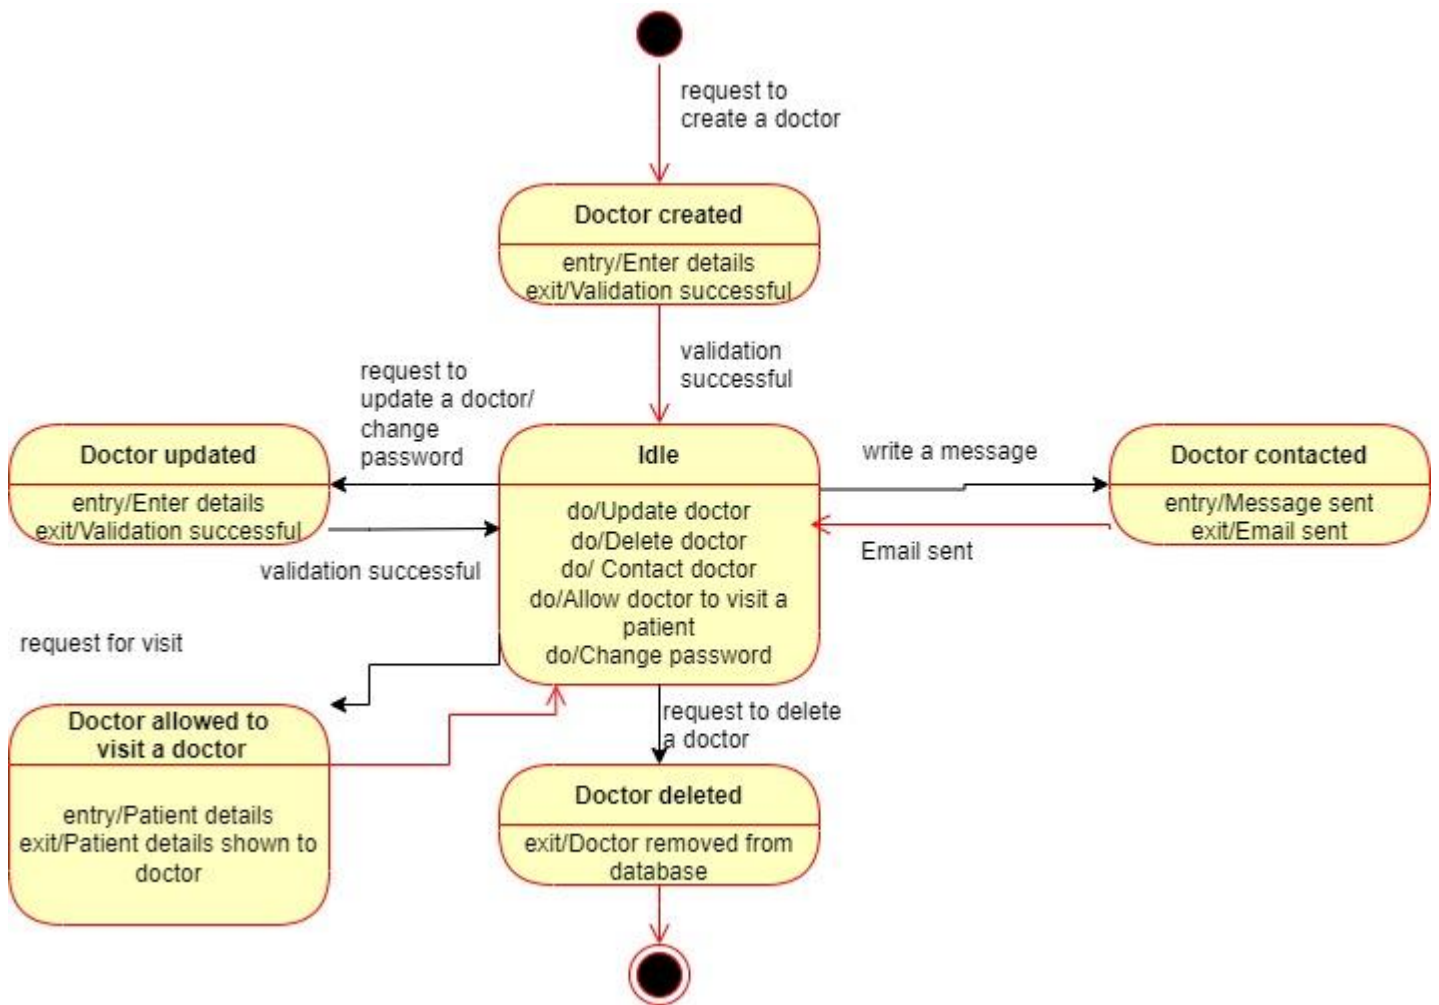 request to
create a doctor
Doctor created
entry/Enter details
exit/Validation successful
validation
successful
request to
update a doctor/
change
password
Doctor updated
entry/Enter details
exit/Validation successful
validation successful
Idle
do/Update doctor
do/Delete doctor
do/ Contact doctor
do/Allow doctor to visit a
patient
do/Change password
write a message
Doctor contacted
entry/Message sent
exit/Email sent
Email sent
request for visit
Doctor allowed to
visit a doctor
entry/Patient details
exit/Patient details shown to
doctor
request to delete
a doctor
Doctor deleted
exit/Doctor removed from
database